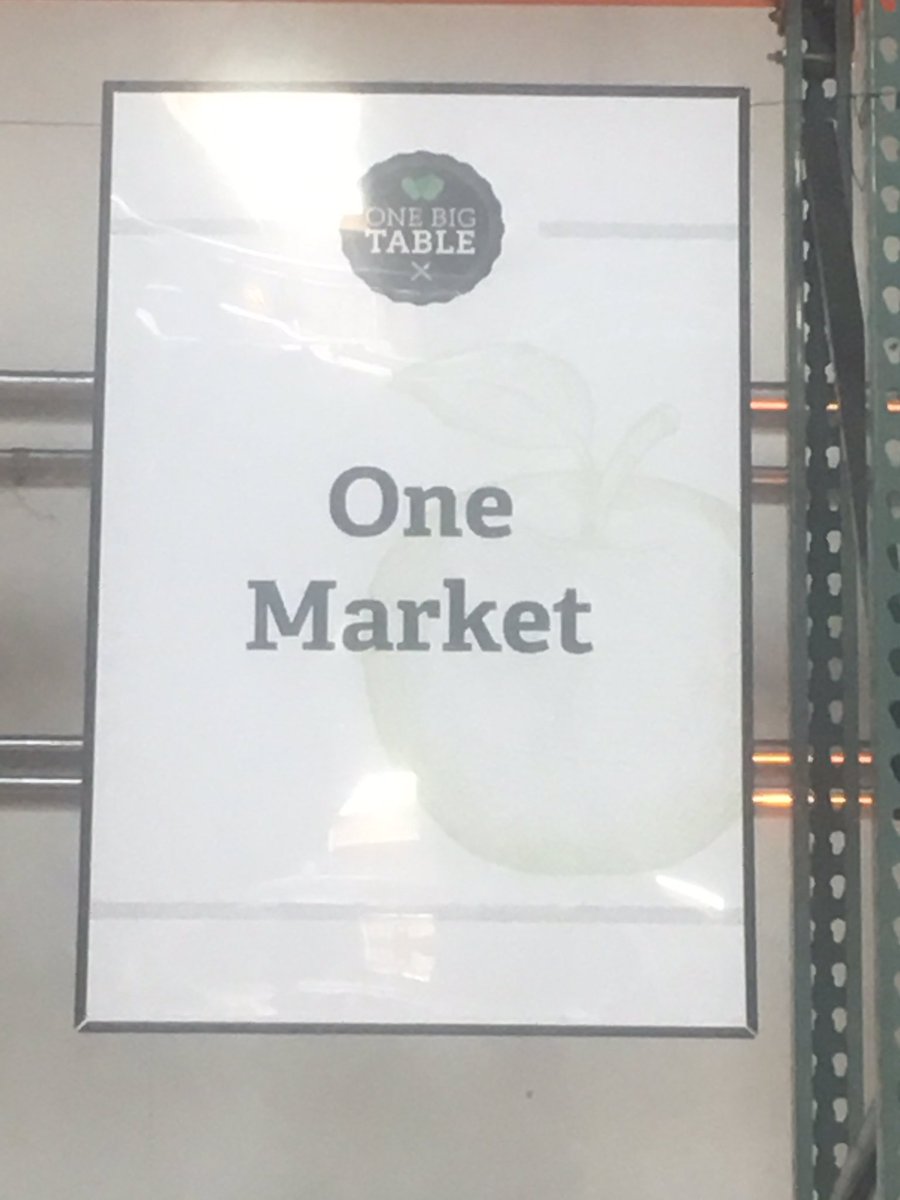 ONE BIG
TABLE
One
Market